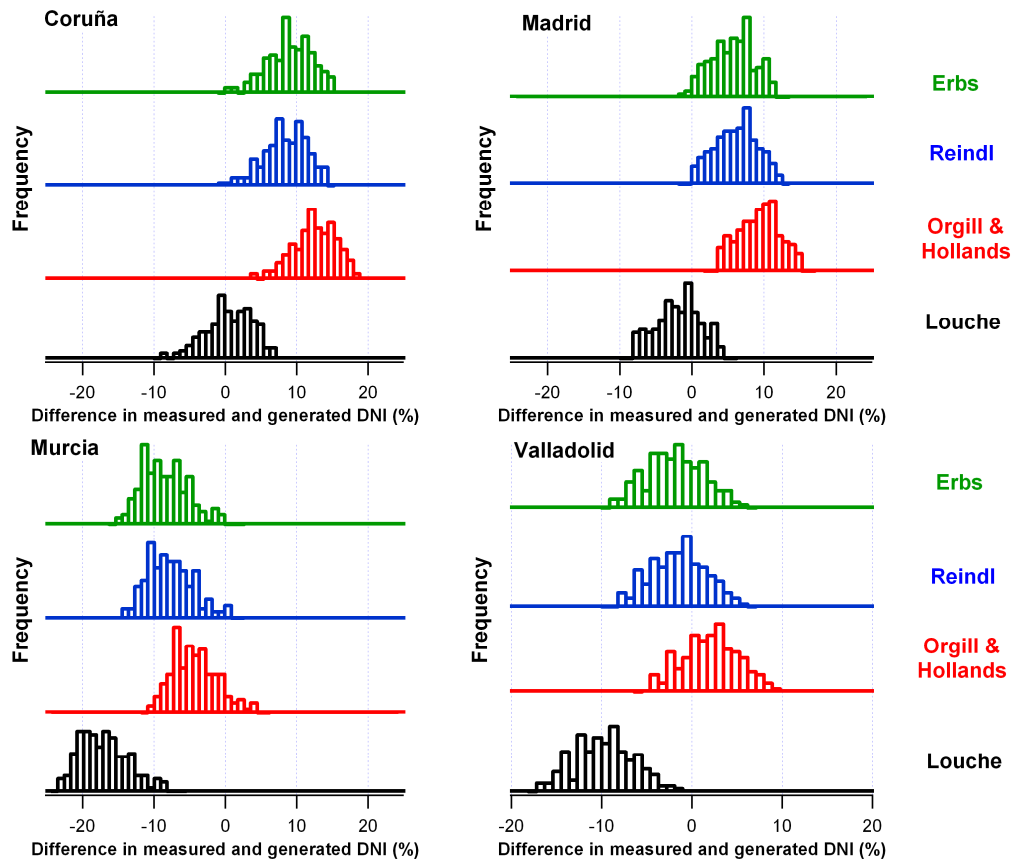 Coruña
Madrid
Frequency
Frequency
Erbs
Reindl
Orgill &
Hollands
Louche
-20 -10 0 10 20
-20 -10 0 10 20
Difference in measured and generated DNI (%)
Difference in measured and generated DNI (%)
Murcia
Valladolid
Frequency
Frequency
Erbs
Reindl
Orgill &
Hollands
Louche
-20 -10 0 10 20
-20 -10 0 10 20
Difference in measured and generated DNI (%)
Difference in measured and generated DNI (%)